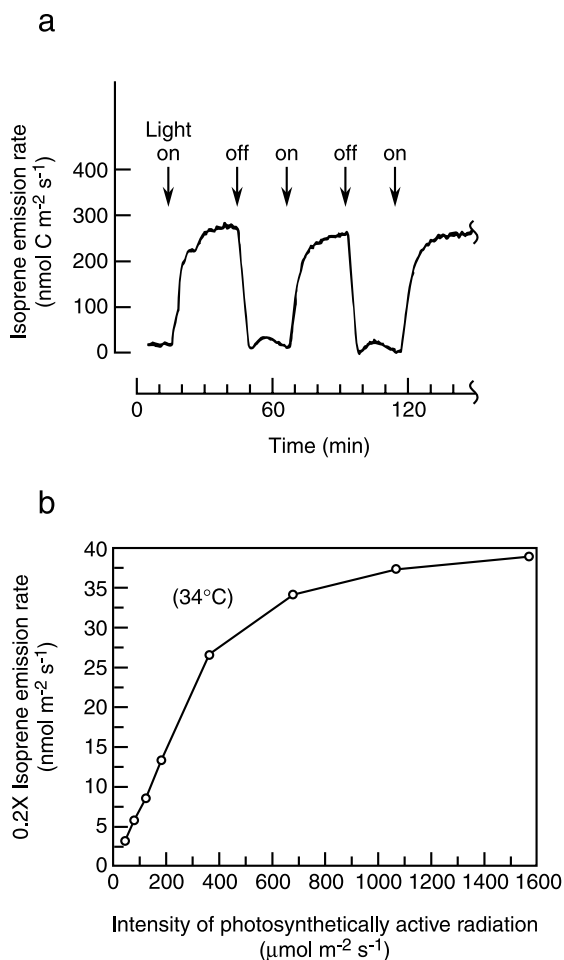 a
Isoprene emission rate
(nmol C m-2 s-1)
Light
on off on off on
400
300
200
100
0
0 60 120
Time (min)
b
0.2X Isoprene emission rate
(nmol m-2 s-1)
40
35
30
25
20
15
10
5
0
(34°C)
0 200 400 600 800 1000 1200 1400 1600
Intensity of photosynthetically active radiation
(μmol m-2 s-1)